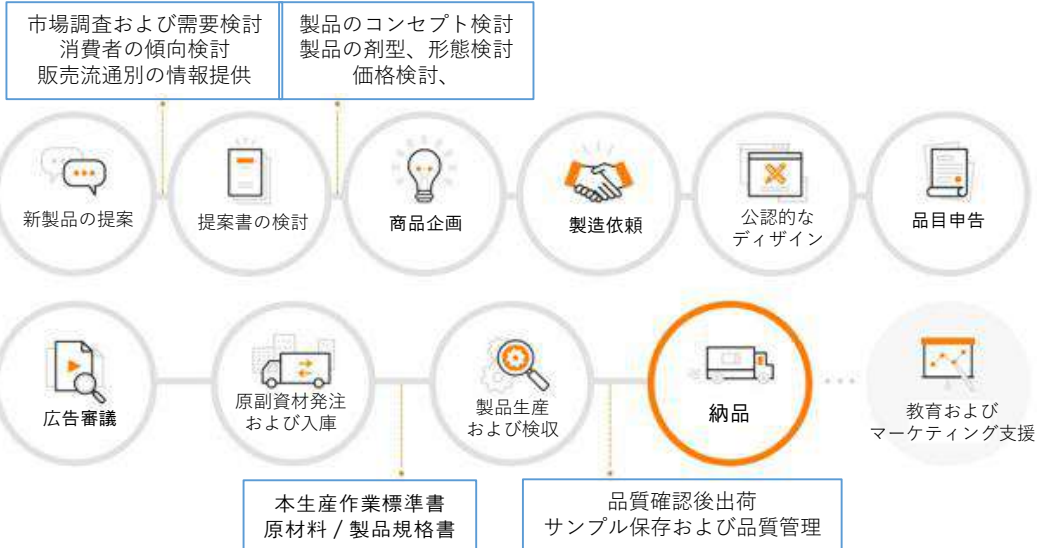 市場調査および需要検討
消費者の傾向検討
販売流通別の情報提供
製品のコンセプト検討
製品の剤型、形態検討
価格検討、
新製品の提案
提案書の検討
商品企画
製造依頼
公認的な
ディザイン
品目申告
広告審議
原副資材発注
および入庫
製品生産
および検収
納品
教育および
マーケティング支援
本生産作業標準書
原材料 / 製品規格書
品質確認後出荷
サンプル保存および品質管理